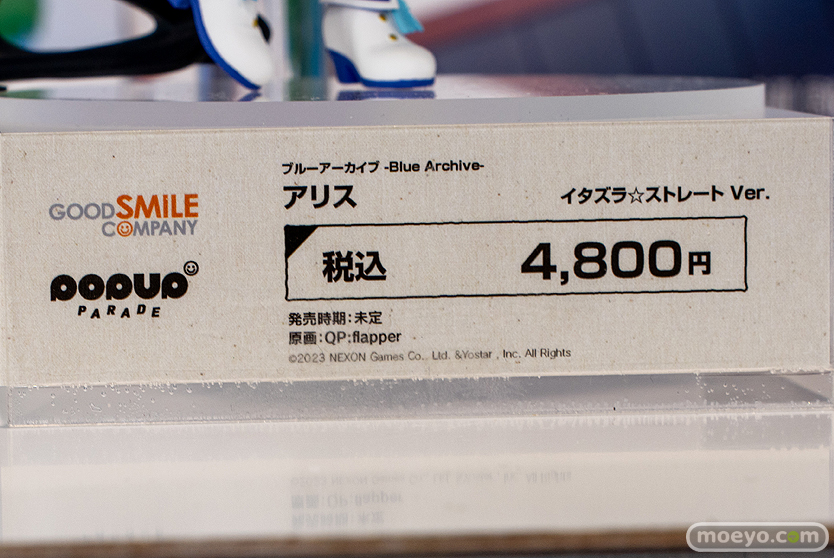 GOOD SMILE
COMPANY
POPUP
PARADE
ブルーアーカイブ -Blue Archive-
アリス
イタズラ☆ストレート Ver.
税込 4,800円
発売時期:未定
原画:QP:flapper
©2023 NEXON Games Co., Ltd. &Yostar , Inc. All Rights
moeyo.com